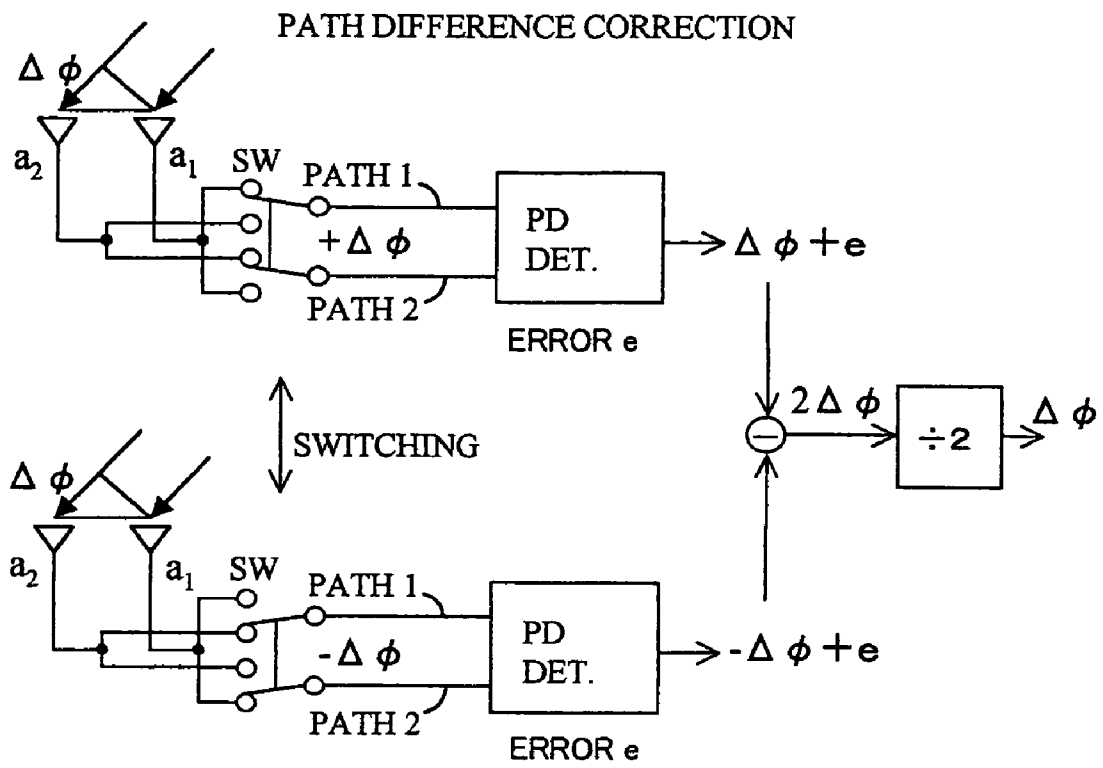 PATH DIFFERENCE CORRECTION
Δ ϕ
a2
a1
SW
PATH 1
+Δ ϕ
PATH 2
PD
DET.
ERROR e
Δ ϕ +e
SWITCHING
2Δ ϕ
−
÷2
Δ ϕ
Δ ϕ
a2
a1
SW
PATH 1
-Δ ϕ
PATH 2
PD
DET.
ERROR e
-Δ ϕ +e